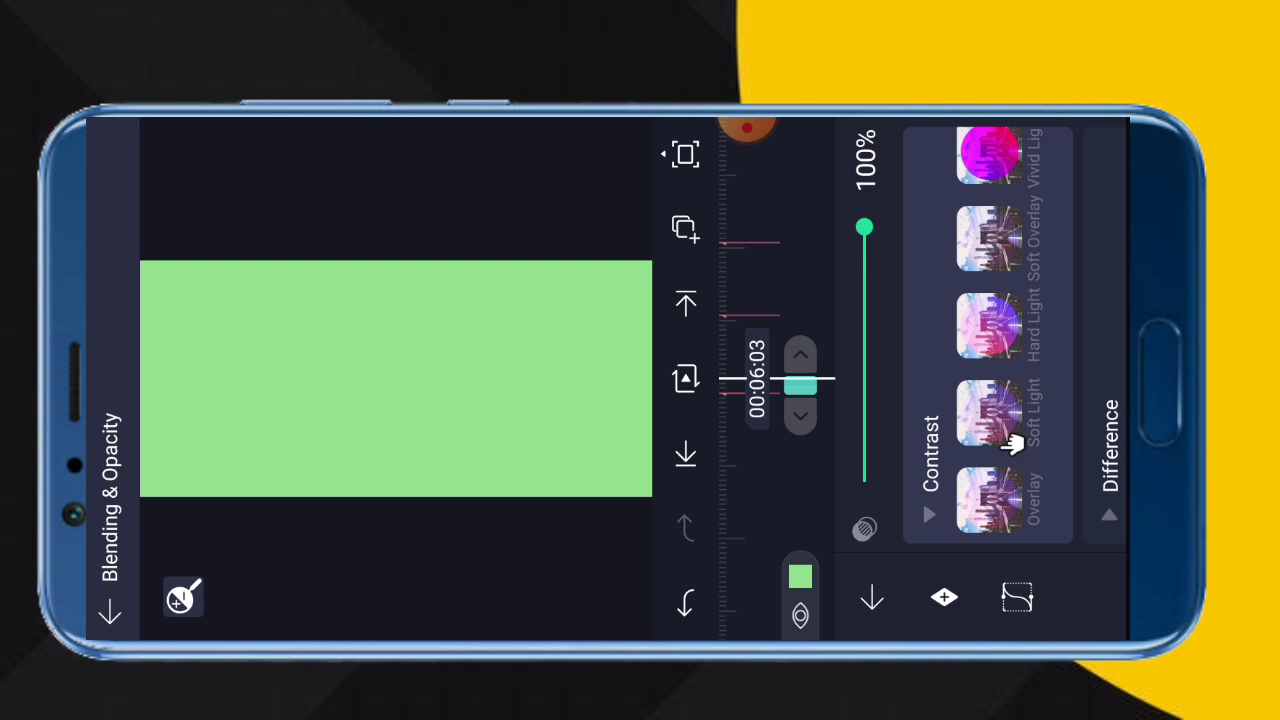 Blending & Opacity
00:06:03
100%
Contrast
Overlay
Soft Light
Hard Light
Soft Overlay
Vivid Lig
Difference